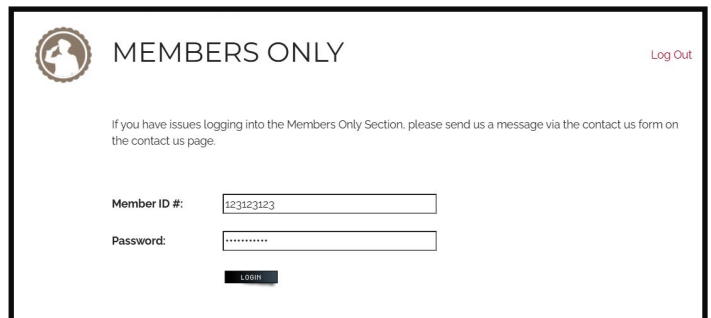 MEMBERS ONLY
Log Out
If you have issues logging into the Members Only Section, please send us a message via the contact us form on
the contact us page.
Member ID #: 123123123
Password: •••••••••••
LOGIN